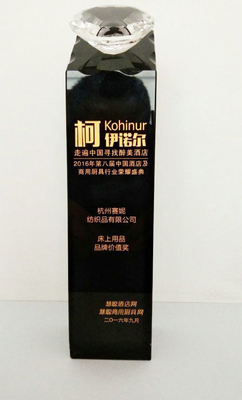 柯
Kohinur
伊诺尔
走遍中国寻找醉美酒店
2016年第八届中国酒店及
商用厨具行业荣耀盛典
杭州赛妮
纺织品有限公司
床上用品
品牌价值奖
慧聪酒店网
慧聪商用厨具网
二〇一六年九月